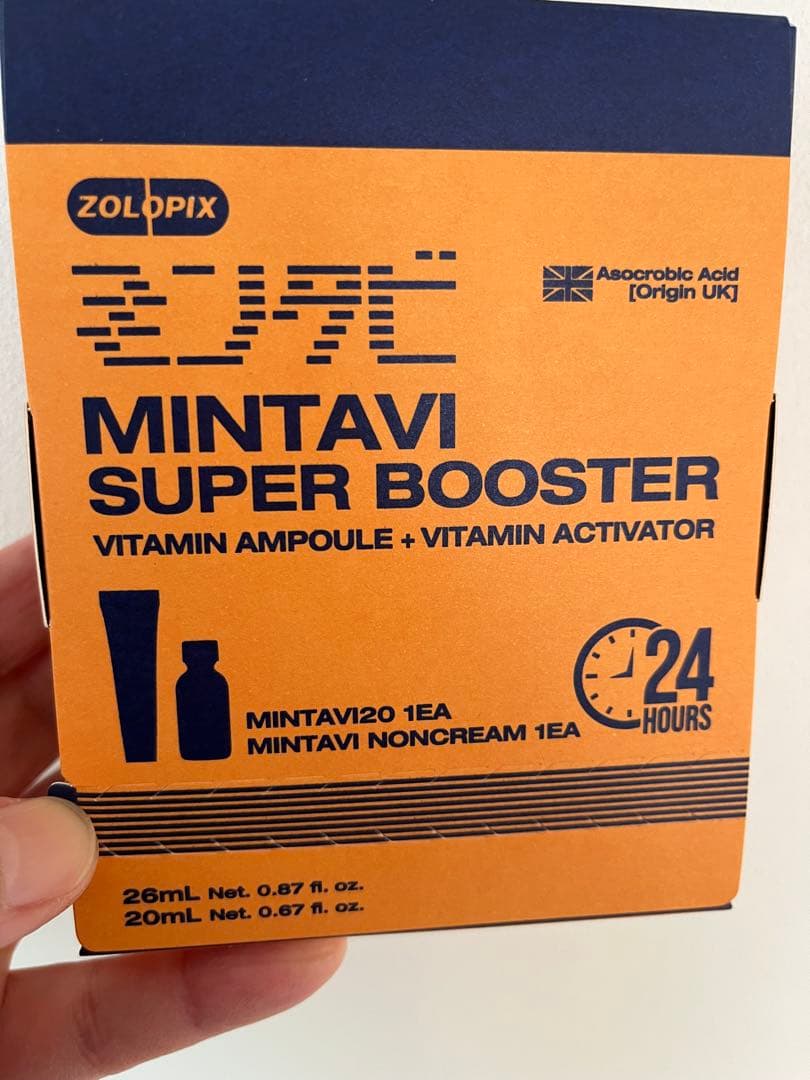 ZOLOPIX
Asocrobic Acid
[Origin UK]
MINTAVI
SUPER BOOSTER
VITAMIN AMPOULE + VITAMIN ACTIVATOR
24
HOURS
MINTAVI20 1EA
MINTAVI NONCREAM 1EA
26mL Net. 0.87 fl. oz.
20mL Net. 0.67 fl. oz.